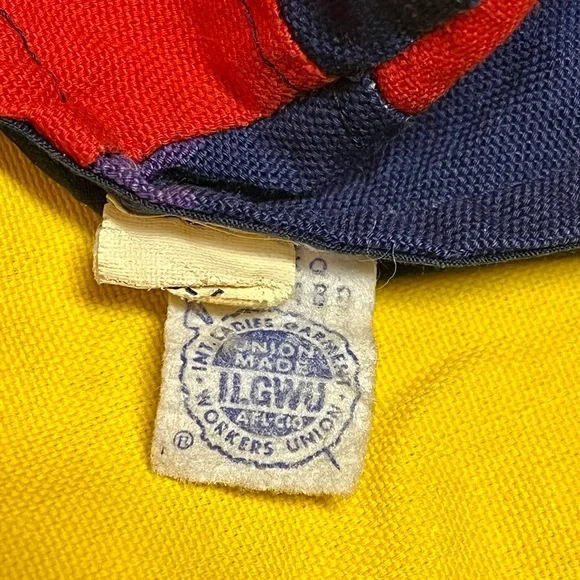 INT. LADIES GARMENT
UNION
MADE
ILGWU
AFL-CIO
WORKERS UNION
®